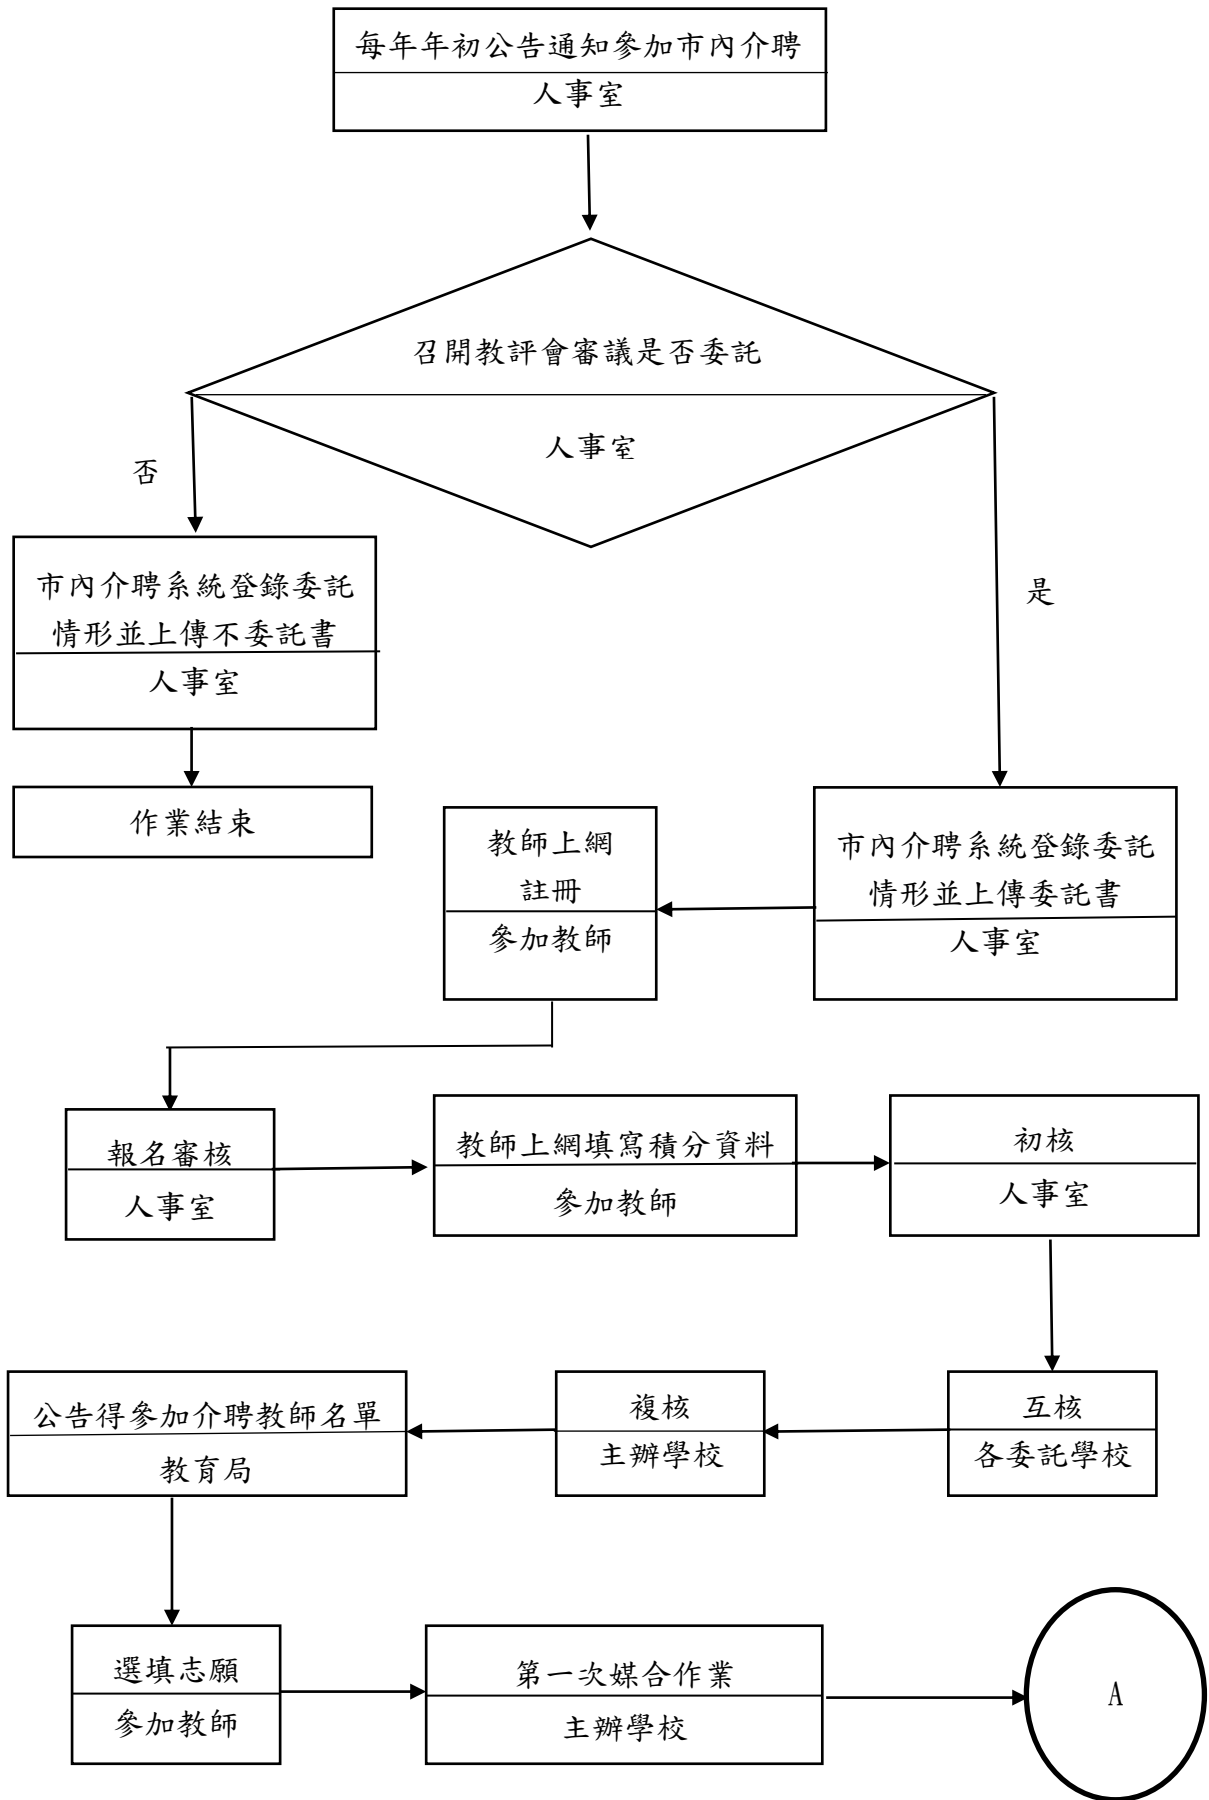 每年年初公告通知參加市內介聘
人事室
召開教評會審議是否委託
人事室
否
是
市內介聘系統登錄委託
情形並上傳不委託書
人事室
作業結束
市內介聘系統登錄委託
情形並上傳委託書
人事室
教師上網
註冊
參加教師
報名審核
人事室
教師上網填寫積分資料
參加教師
初核
人事室
互核
各委託學校
複核
主辦學校
公告得參加介聘教師名單
教育局
選填志願
參加教師
第一次媒合作業
主辦學校
A